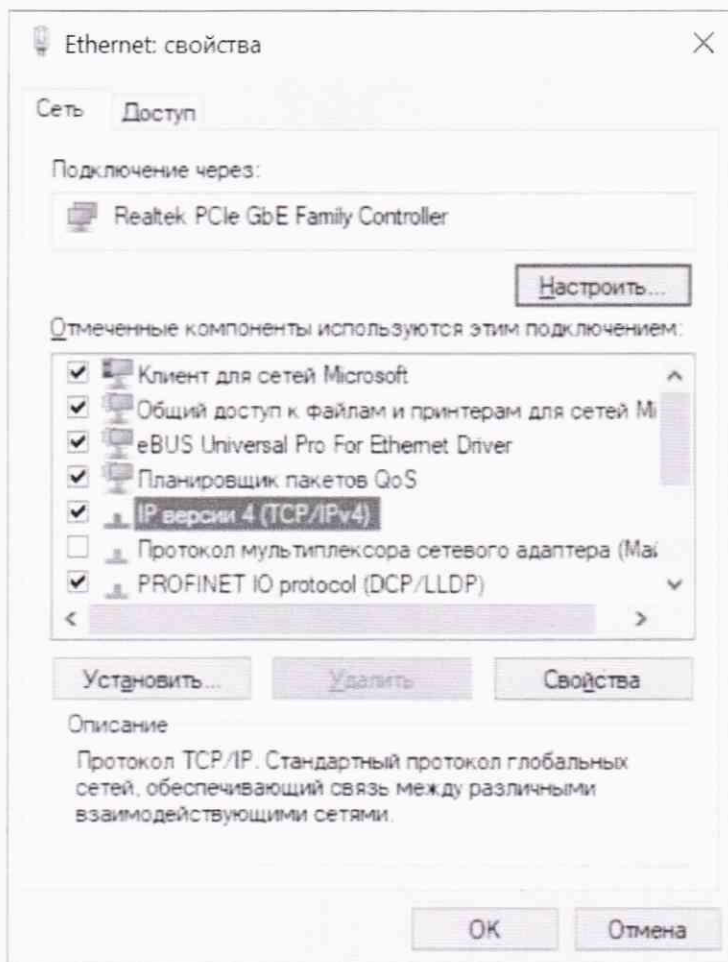 Ethernet: свойства
Сеть
Доступ
Подключение через:
Realtek PCIe GbE Family Controller
Настроить...
Отмеченные компоненты используются этим подключением:
Клиент для сетей Microsoft
Общий доступ к файлам и принтерам для сетей Mi
eBUS Universal Pro For Ethernet Driver
Планировщик пакетов QoS
IP версии 4 (TCP/IPv4)
Протокол мультиплексора сетевого адаптера (Mai
PROFINET IO protocol (DCP/LLDP)
Установить...
Удалить
Свойства
Описание
Протокол TCP/IP. Стандартный протокол глобальных
сетей, обеспечивающий связь между различными
взаимодействующими сетями.
OK
Отмена